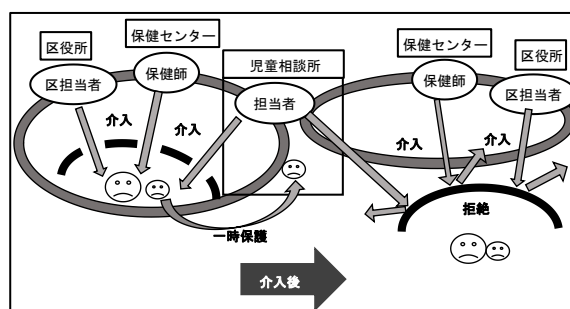 区役所
保健センター
区担当者
保健師
児童相談所
担当者
介入
介入
一時保護
介入後
保健センター
区役所
保健師
区担当者
介入
介入
拒絶